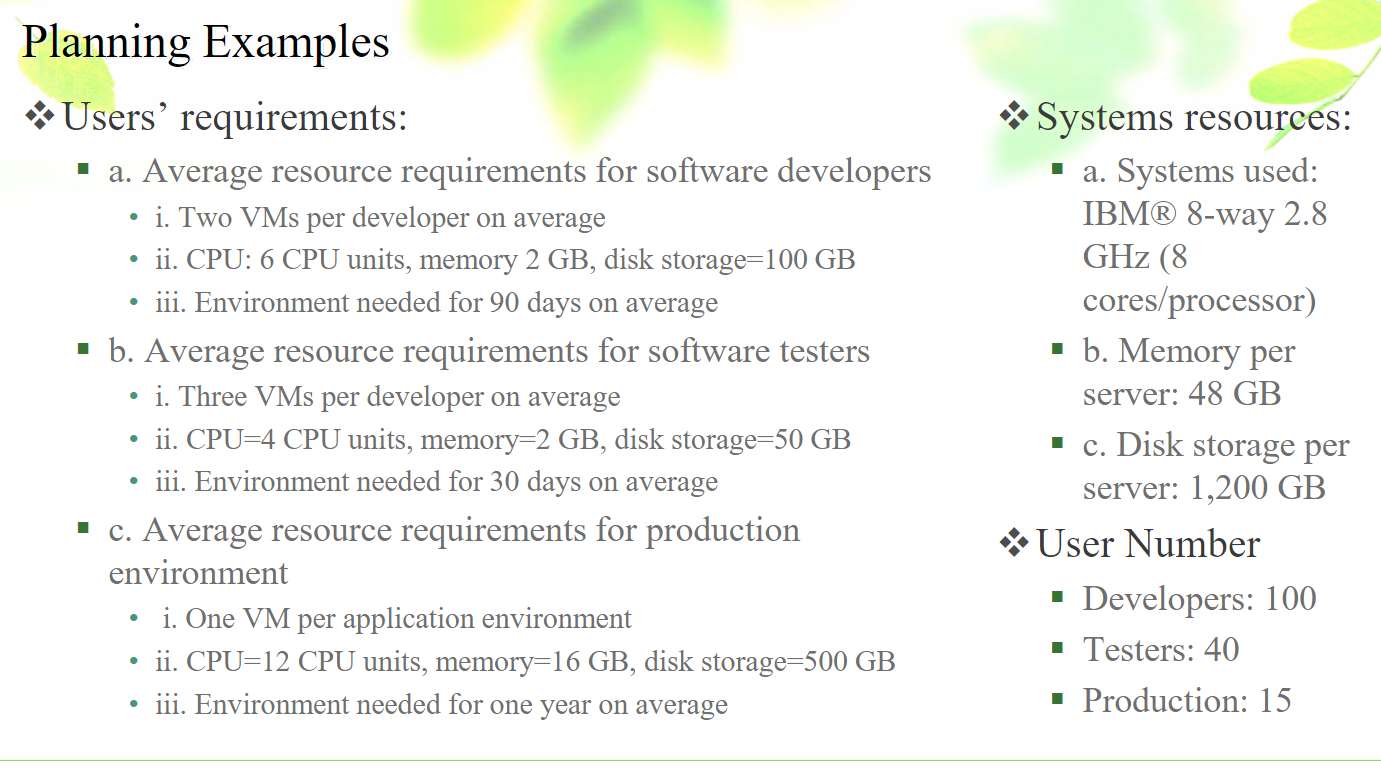 Planning Examples
❖Users’ requirements:
▪ a. Average resource requirements for software developers
• i. Two VMs per developer on average
• ii. CPU: 6 CPU units, memory 2 GB, disk storage=100 GB
• iii. Environment needed for 90 days on average
▪ b. Average resource requirements for software testers
• i. Three VMs per developer on average
• ii. CPU=4 CPU units, memory=2 GB, disk storage=50 GB
• iii. Environment needed for 30 days on average
▪ c. Average resource requirements for production
environment
• i. One VM per application environment
• ii. CPU=12 CPU units, memory=16 GB, disk storage=500 GB
• iii. Environment needed for one year on average
❖Systems resources:
▪ a. Systems used:
IBM® 8-way 2.8
GHz (8
cores/processor)
▪ b. Memory per
server: 48 GB
▪ c. Disk storage per
server: 1,200 GB
❖User Number
▪ Developers: 100
▪ Testers: 40
▪ Production: 15